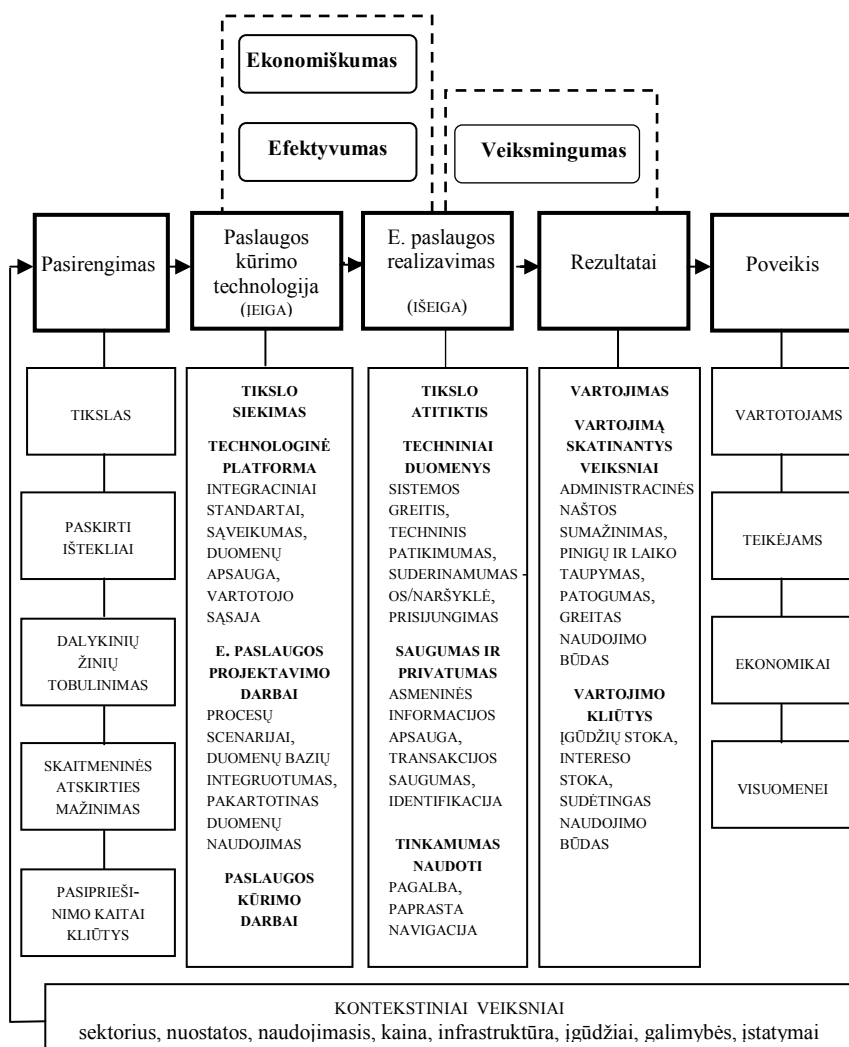 Ekonomiškumas
Efektyvumas
Veiksmingumas
Pasirengimas
Paslaugos
kūrimo
technologija
(ĮEIGA)
E. paslaugos
realizavimas
(IŠEIGA)
Rezultatai
Poveikis
TIKSLAS
PASKIRTI
IŠTEKLIAI
DALYKINIŲ
ŽINIŲ
TOBULINIMAS
SKAITMENINĖS
ATSKIRTIES
MAŽINIMAS
PASIPRIEŠI-
NIMO KAITAI
KLIŪTYS
TIKSLO
SIEKIMAS
TECHNOLOGINĖ
PLATFORMA
INTEGRACINIAI
STANDARTAI,
SĄVEIKUMAS,
DUOMENŲ
APSAUGA,
VARTOTOJO
SĄSAJA
E. PASLAUGOS
PROJEKTAVIMO
DARBAI
PROCESŲ
SCENARIJAI,
DUOMENŲ BAZIŲ
INTEGRUOTUMAS,
PAKARTOTINAS
DUOMENŲ
NAUDOJIMAS
PASLAUGOS
KŪRIMO
DARBAI
TIKSLO
ATITIKTIS
TECHNINIAI
DUOMENYS
SISTEMOS
GREITIS,
TECHNINIS
PATIKIMUMAS,
SUDERINAMUMAS -
OS/NARŠYKLĖ,
PRISIJUNGIMAS
SAUGUMAS IR
PRIVATUMAS
ASMENINĖS
INFORMACIJOS
APSAUGA,
TRANSAKCIJOS
SAUGUMAS,
IDENTIFIKACIJA
TINKAMUMAS
NAUDOTI
PAGALBA,
PAPRASTA
NAVIGACIJA
VARTOJIMAS
VARTOJIMĄ
SKATINANTYS
VEIKSNIAI
ADMINISTRACINĖS
NAŠTOS
SUMAŽINIMAS,
PINIGŲ IR LAIKO
TAUPYMAS,
PATOGUMAS,
GREITAS
NAUDOJIMO
BŪDAS
VARTOJIMO
KLIŪTYS
ĮGŪDŽIŲ STOKA,
INTERESO
STOKA,
SUDĖTINGAS
NAUDOJIMO
BŪDAS
VARTOTOJAMS
TEIKĖJAMS
EKONOMIKAI
VISUOMENEI
KONTEKSTINIAI VEIKSNIAI
sektorius, nuostatos, naudojimasis, kaina, infrastruktūra, įgūdžiai, galimybės, įstatymai